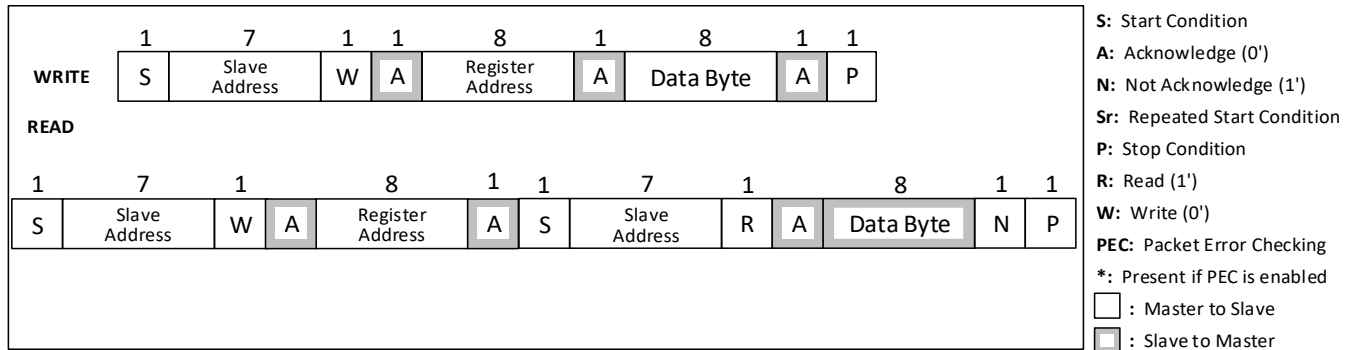 1 7 1 1 8 1 8 1 1
WRITE S Slave Address W A Register Address A Data Byte A P
READ
1 7 1 8 1 1 7 1 8 1 1
S Slave Address W A Register Address A S Slave Address R A Data Byte N P
S: Start Condition
A: Acknowledge (0')
N: Not Acknowledge (1')
Sr: Repeated Start Condition
P: Stop Condition
R: Read (1')
W: Write (0')
PEC: Packet Error Checking
*: Present if PEC is enabled
: Master to Slave
: Slave to Master